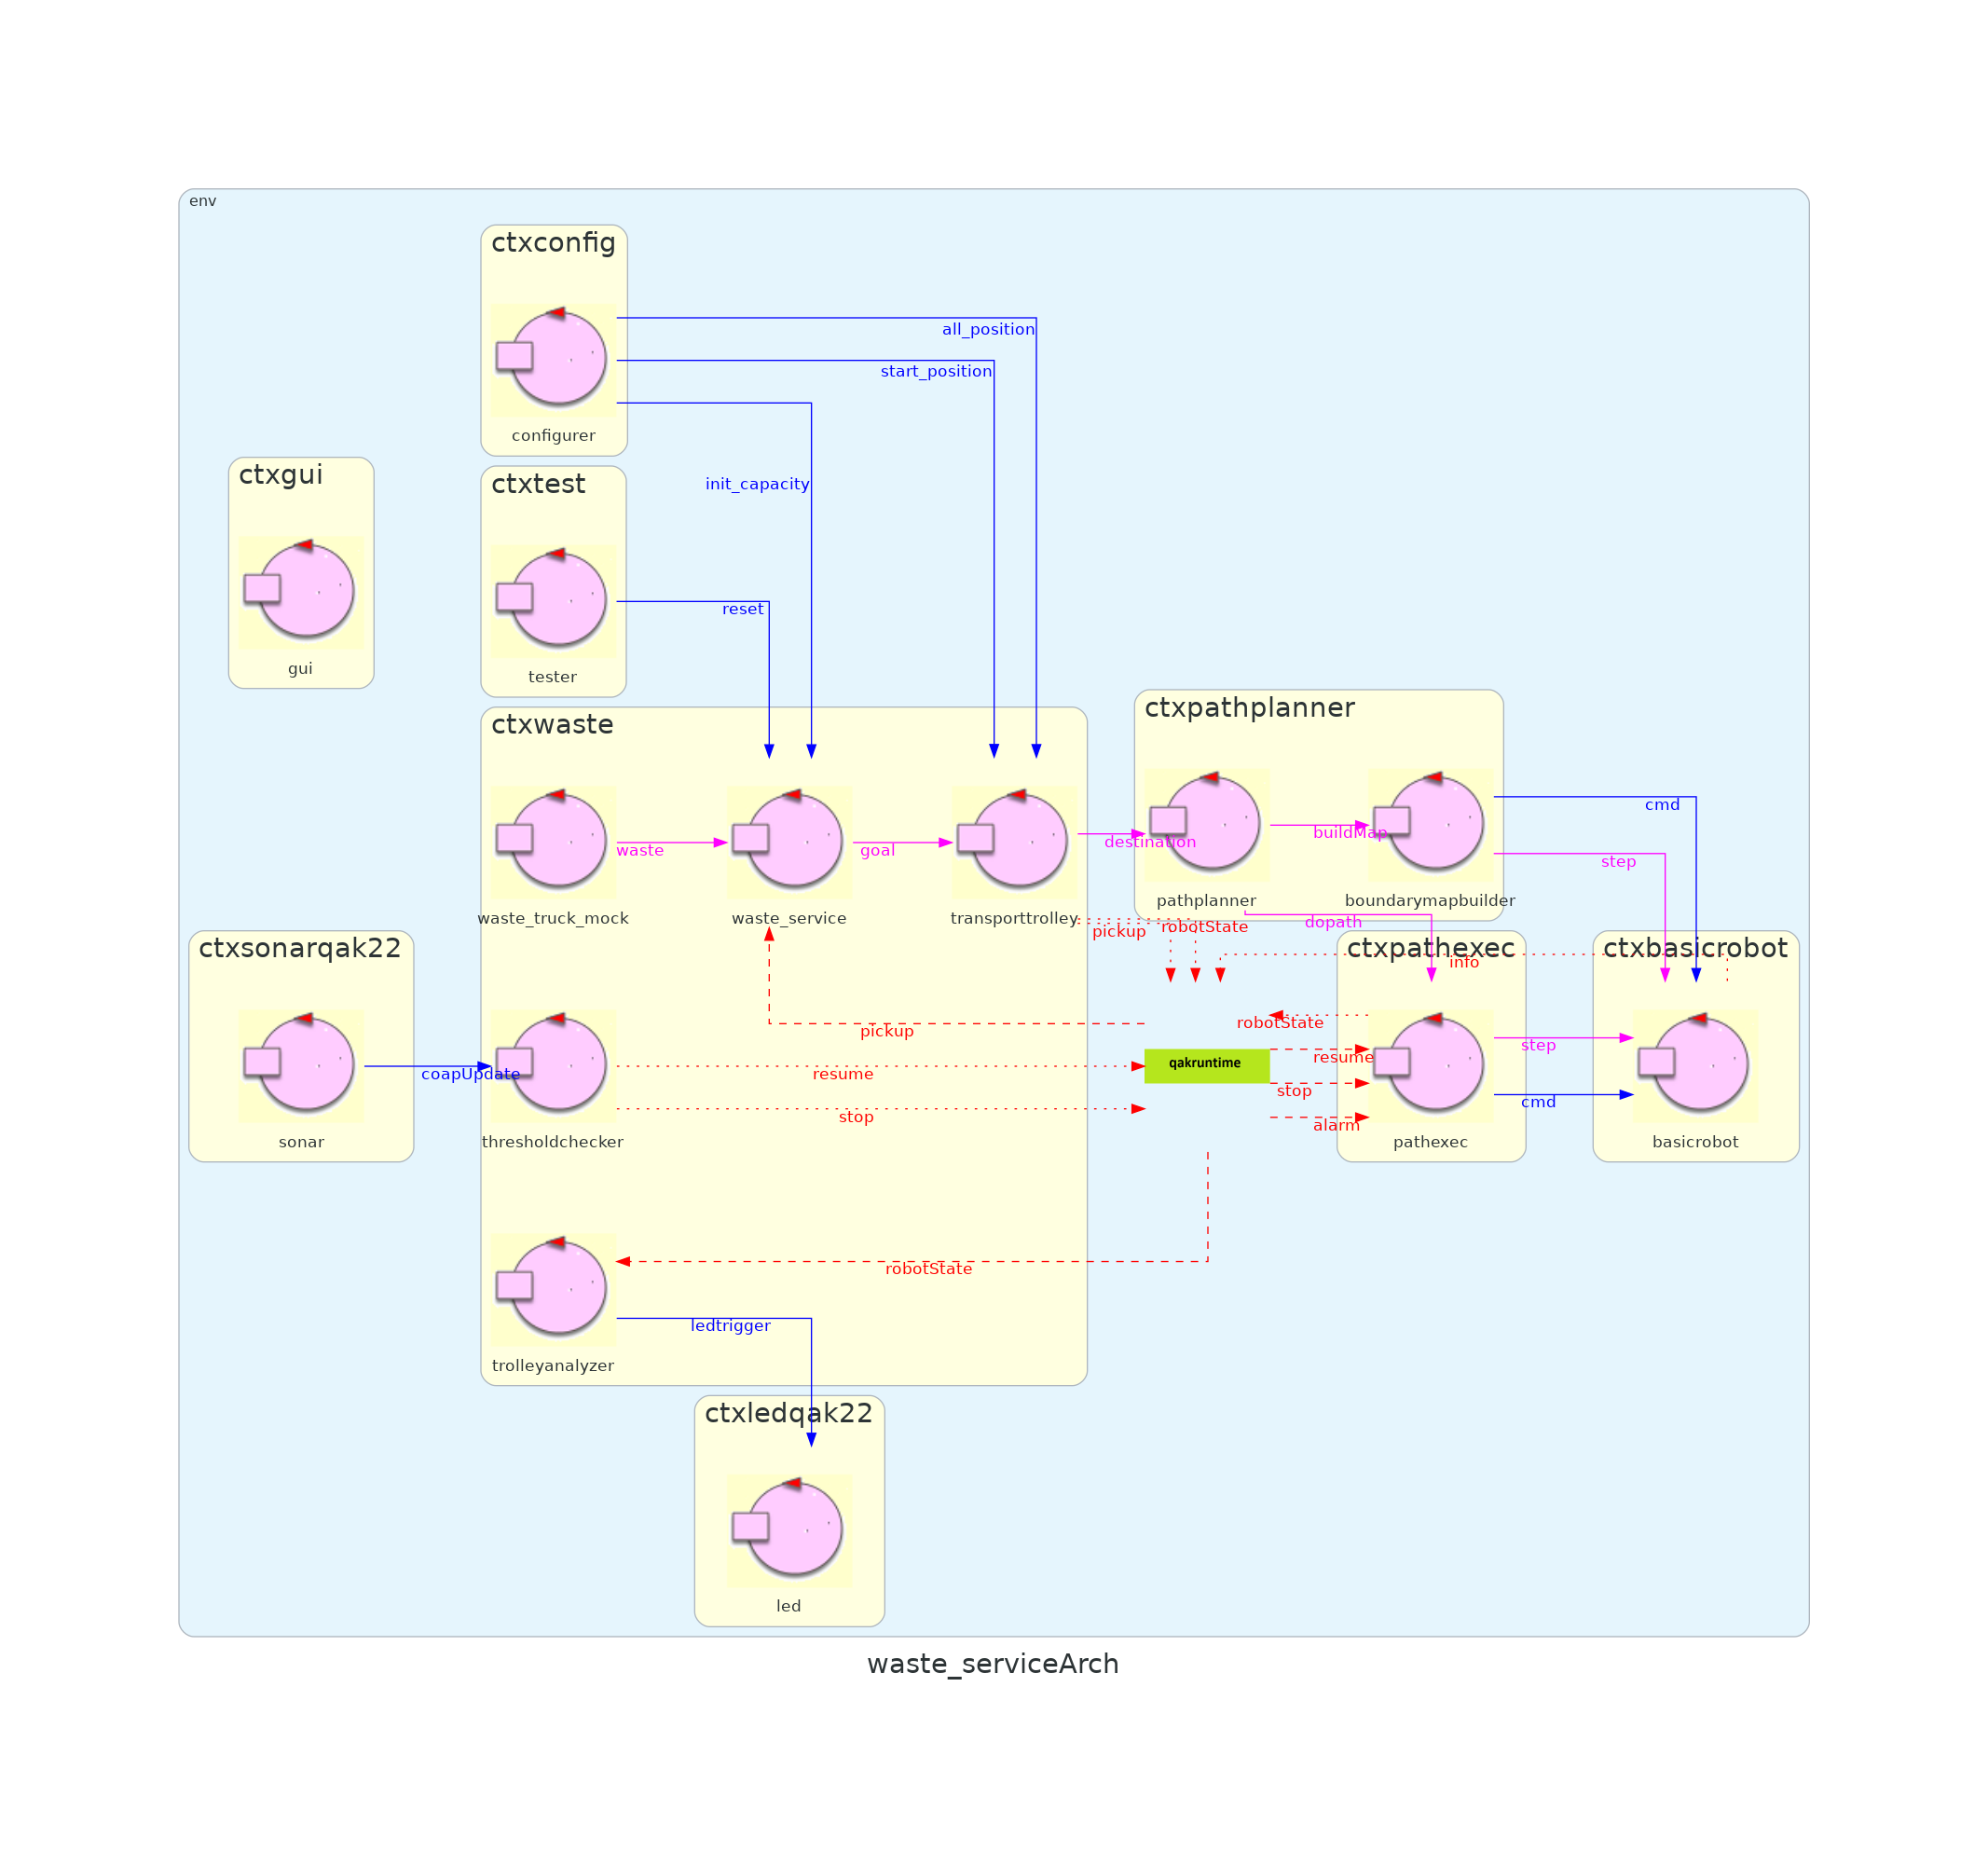 env
ctxconfig
all_position
start_position
configurer
ctxgui
ctxtest
init_capacity
reset
gui
tester
ctxwaste
ctxpathplanner
cmd
waste
goal
destination
buildMap
step
waste_truck_mock
waste_service
transporttrolley
pathplanner
boundarymapbuilder
pickup
robotState
dopath
ctxsonarqak22
ctxpathexec
ctxbasicrobot
info
pickup
robotState
coapUpdate
resume
qakruntime
resume
step
stop
stop
cmd
alarm
sonar
thresholdchecker
pathexec
basicrobot
robotState
ledtrigger
trolleyanalyzer
ctxledqak22
led
waste_serviceArch